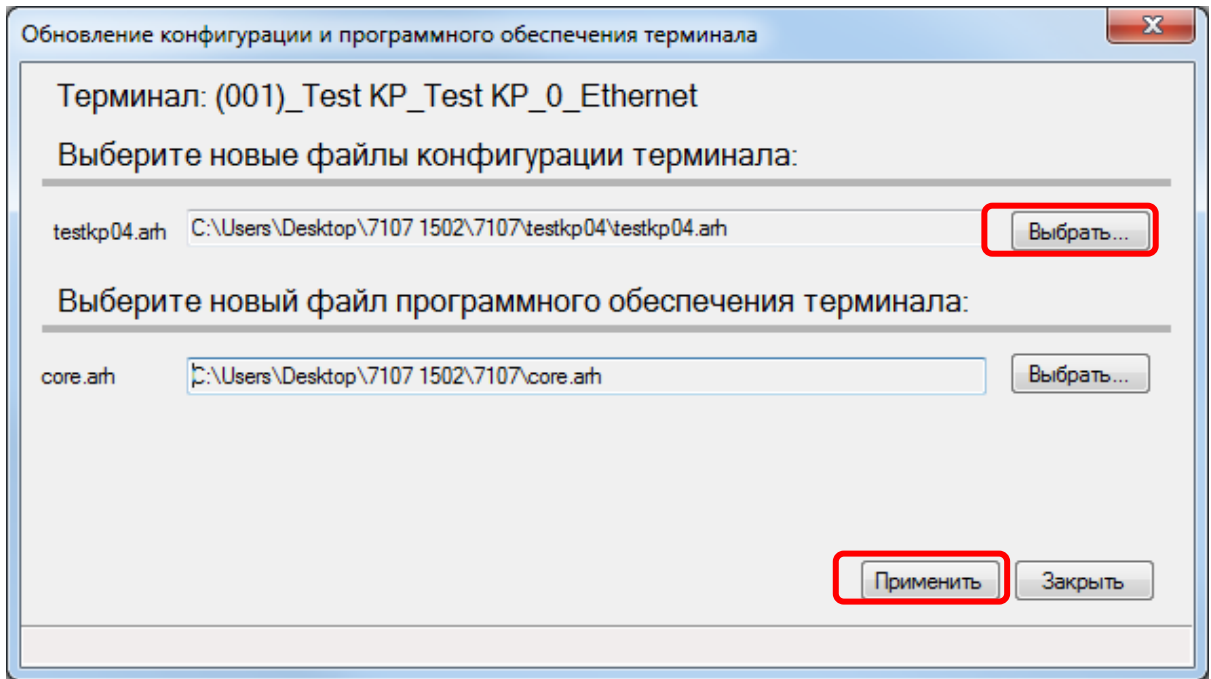 Обновление конфигурации и программного обеспечения терминала
Терминал: (001)_Test KP_Test KP_0_Ethernet
Выберите новые файлы конфигурации терминала:
testkp04.arh C:\Users\Desktop\7107 1502\7107\testkp04\testkp04.arh Выбрать...
Выберите новый файл программного обеспечения терминала:
core.arh C:\Users\Desktop\7107 1502\7107\core.arh Выбрать...
Применить Закрыть